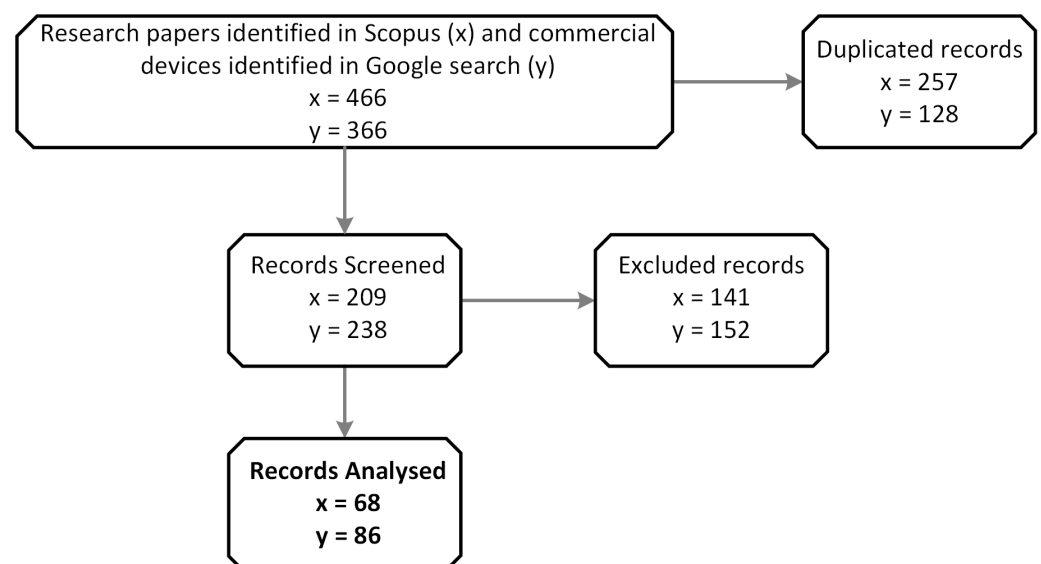 Research papers identified in Scopus (x) and commercial
devices identified in Google search (y)
x = 466
y = 366
Duplicated records
x = 257
y = 128
Records Screened
x = 209
y = 238
Excluded records
x = 141
y = 152
Records Analysed
x = 68
y = 86